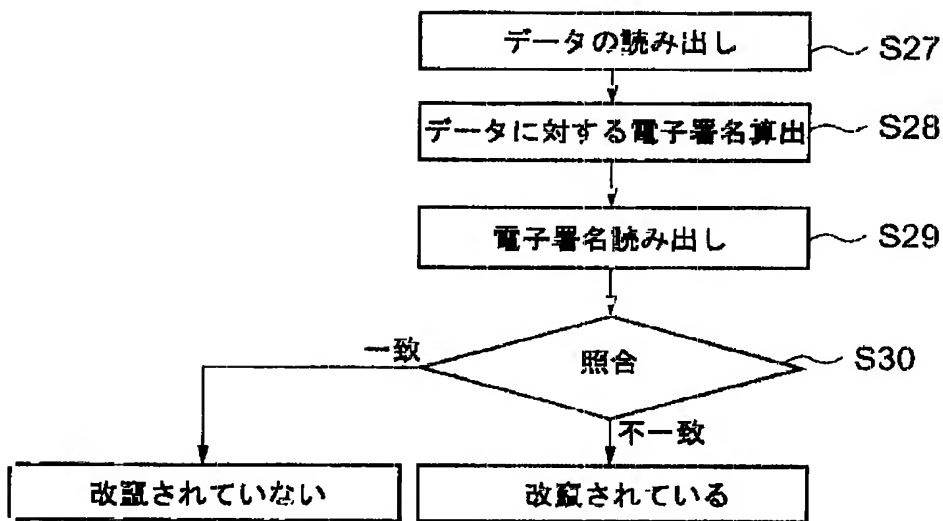 データの読み出し
S27
データに対する電子署名算出
S28
電子署名読み出し
S29
照合
S30
一致
不一致
改竄されていない
改竄されている